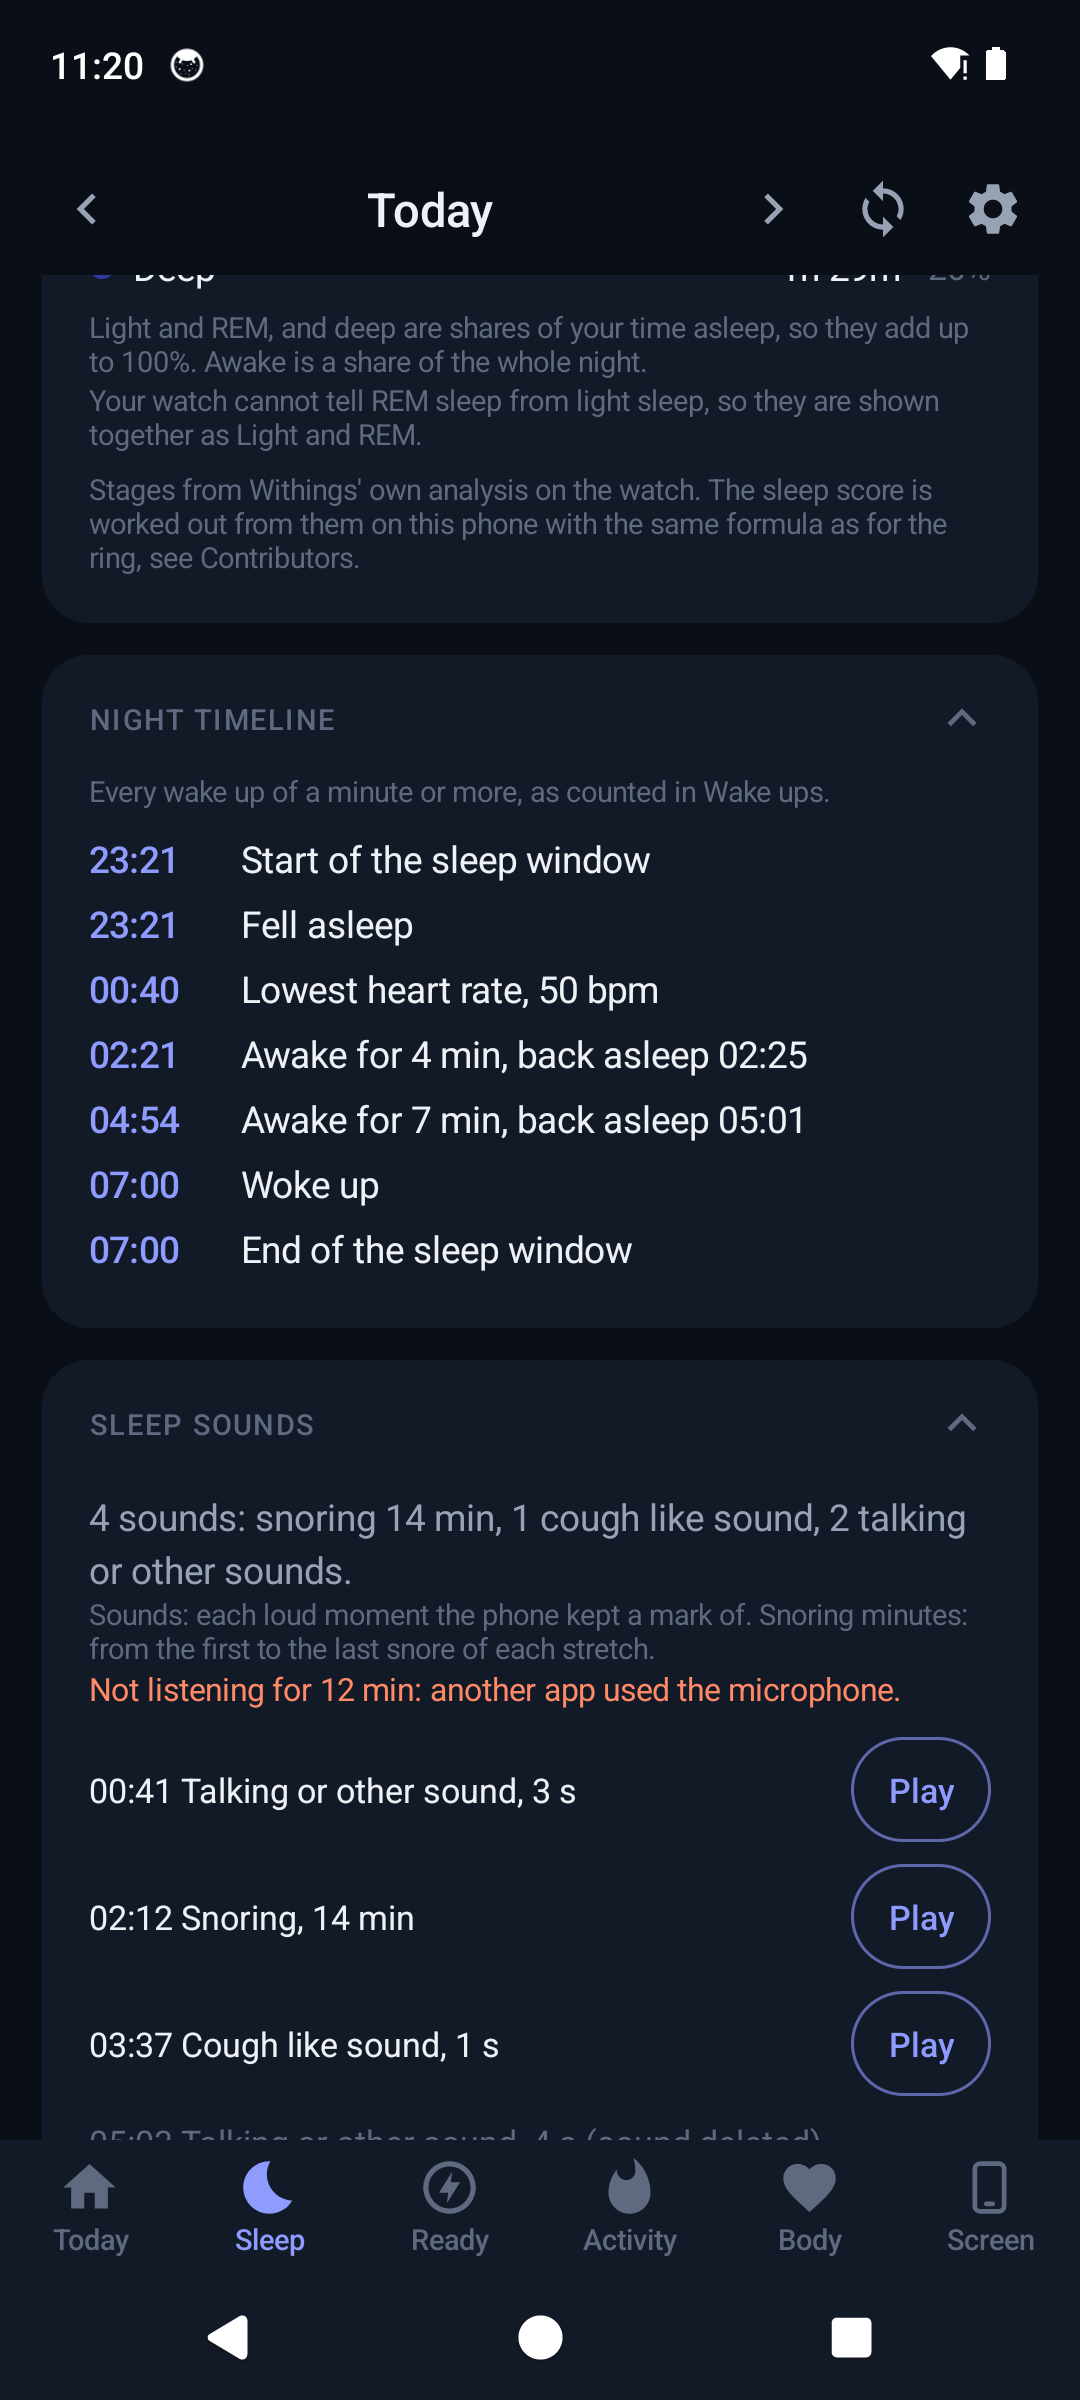 11:20
Today
Deep
1h 29m
Light and REM, and deep are shares of your time asleep, so they add up
to 100%. Awake is a share of the whole night.
Your watch cannot tell REM sleep from light sleep, so they are shown
together as Light and REM.
Stages from Withings' own analysis on the watch. The sleep score is
worked out from them on this phone with the same formula as for the
ring, see Contributors.
NIGHT TIMELINE
Every wake up of a minute or more, as counted in Wake ups.
23:21 Start of the sleep window
23:21 Fell asleep
00:40 Lowest heart rate, 50 bpm
02:21 Awake for 4 min, back asleep 02:25
04:54 Awake for 7 min, back asleep 05:01
07:00 Woke up
07:00 End of the sleep window
SLEEP SOUNDS
4 sounds: snoring 14 min, 1 cough like sound, 2 talking
or other sounds.
Sounds: each loud moment the phone kept a mark of. Snoring minutes:
from the first to the last snore of each stretch.
Not listening for 12 min: another app used the microphone.
00:41 Talking or other sound, 3 s Play
02:12 Snoring, 14 min Play
03:37 Cough like sound, 1 s Play
Talking or other sound, 4 s (sound deleted)
Today Sleep Ready Activity Body Screen